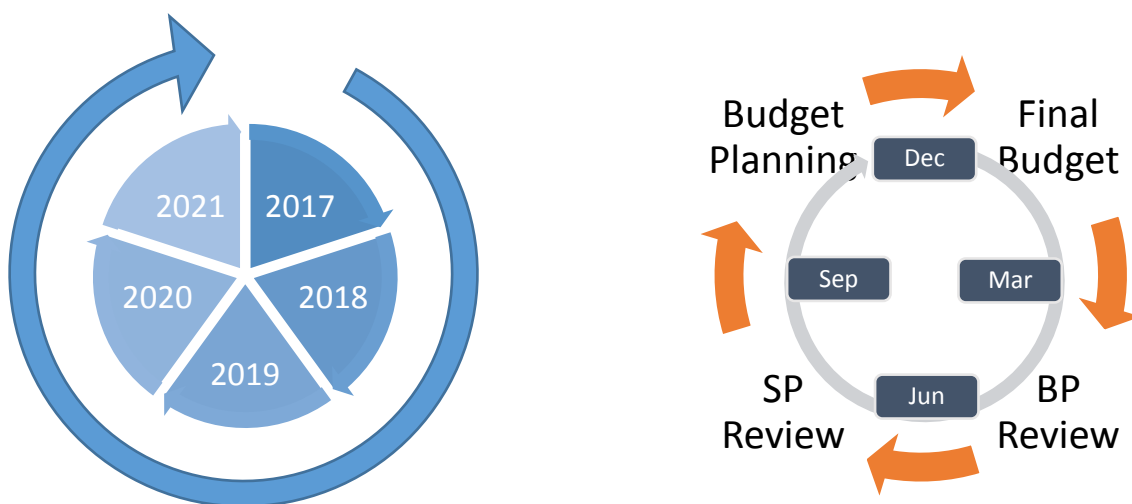 2021
2017
2020
2018
2019
Budget
Planning
Final
Budget
Dec
Sep
Mar
Jun
SP
Review
BP
Review